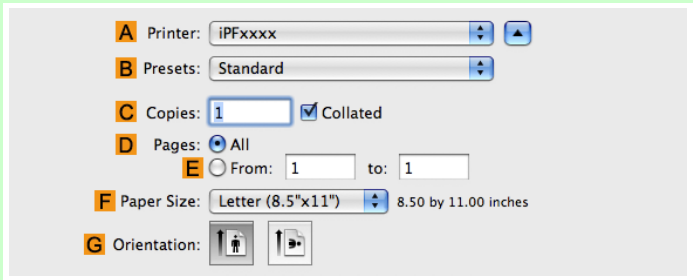 A Printer: iPFxxxx
B Presets: Standard
C Copies: 1 Collated
D Pages: All
E From: 1 to: 1
F Paper Size: Letter (8.5"x11") 8.50 by 11.00 inches
G Orientation: